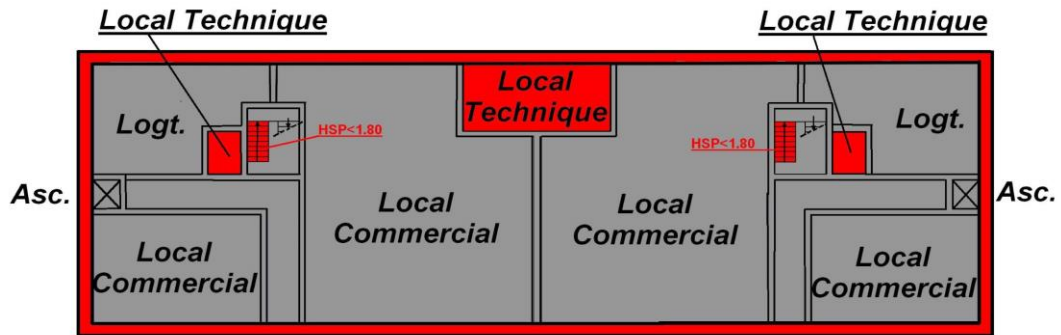 Local Technique
Local Technique
Local
Technique
Logt.
HSP<1.80
HSP<1.80
Logt.
Asc.
Asc.
Local
Commercial
Local
Commercial
Local
Commercial
Local
Commercial